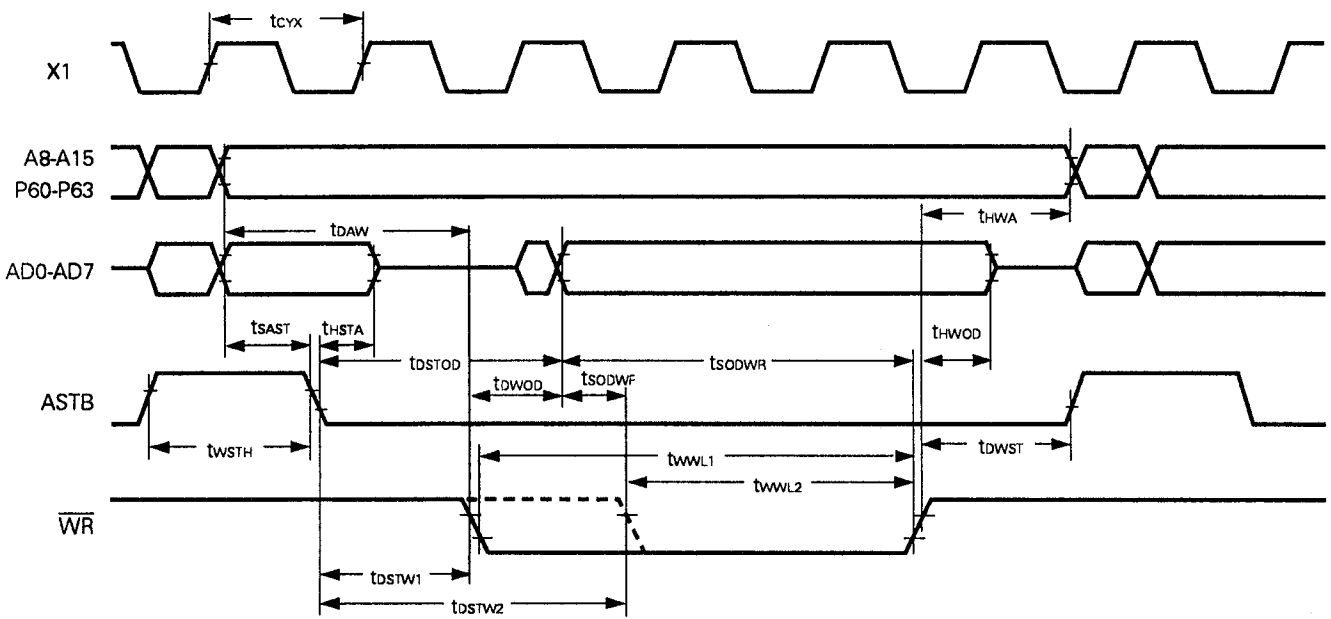 tCYX
X1
A8-A15
P60-P63
tHWA
tDAW
AD0-AD7
tSAST
tHSTA
tHWOD
tDSTOD
tSODWR
tDWOD
tSODWF
ASTB
tWSTH
tDWST
tWWL1
tWWL2
WR
tDSTW1
tDSTW2